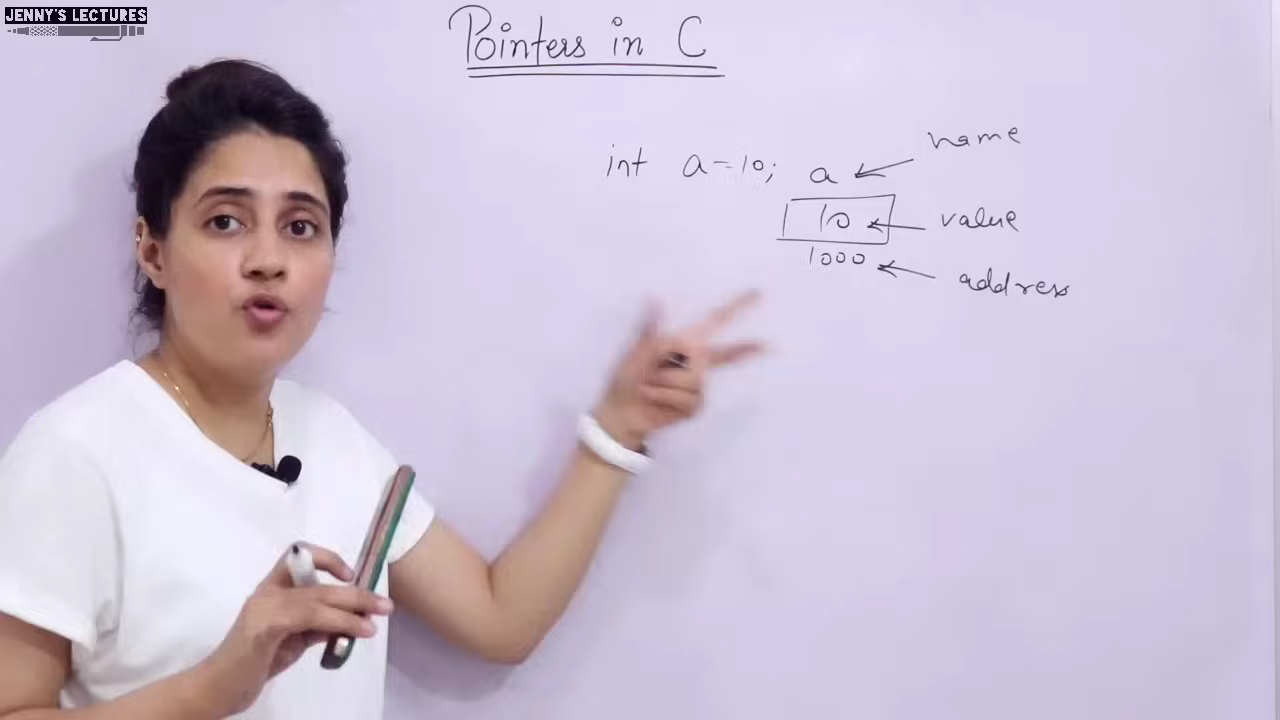 JENNY'S LECTURES
Pointers in C
int a=10; a name
10 value
1000 address